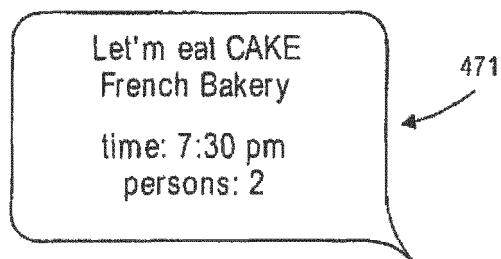 Let'm eat CAKE
French Bakery
time: 7:30 pm
persons: 2
471